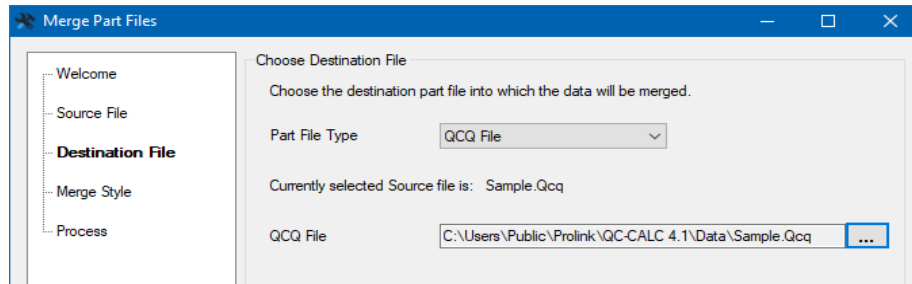 Merge Part Files
Welcome
Source File
Destination File
Merge Style
Process
Choose Destination File
Choose the destination part file into which the data will be merged.
Part File Type QCQ File
Currently selected Source file is: Sample.Qcq
QCQ File C:\Users\Public\Prolink\QC-CALC 4.1\Data\Sample.Qcq ...